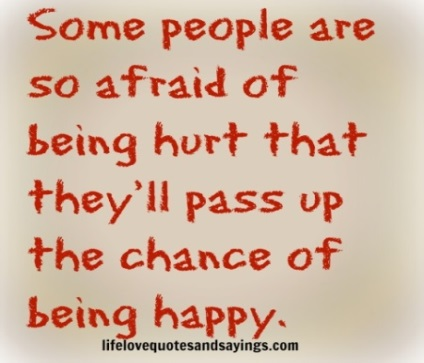 Some people are
so afraid of
being hurt that
they'll pass up
the chance of
being happy.
lifelovequotesandsayings.com